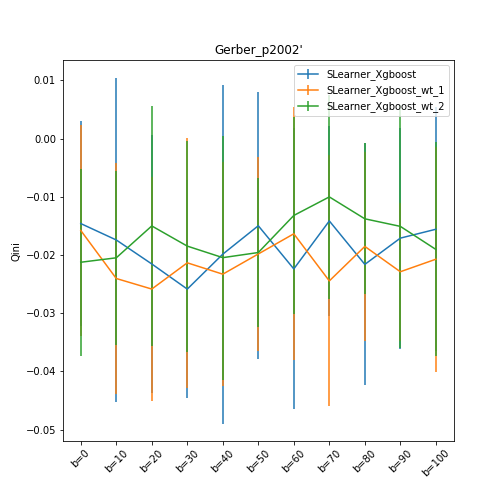 Gerber_p2002'
SLearner_Xgboost
SLearner_Xgboost_wt_1
SLearner_Xgboost_wt_2
Qini
0.01
0.00
−0.01
−0.02
−0.03
−0.04
−0.05
b=0
b=10
b=20
b=30
b=40
b=50
b=60
b=70
b=80
b=90
b=100